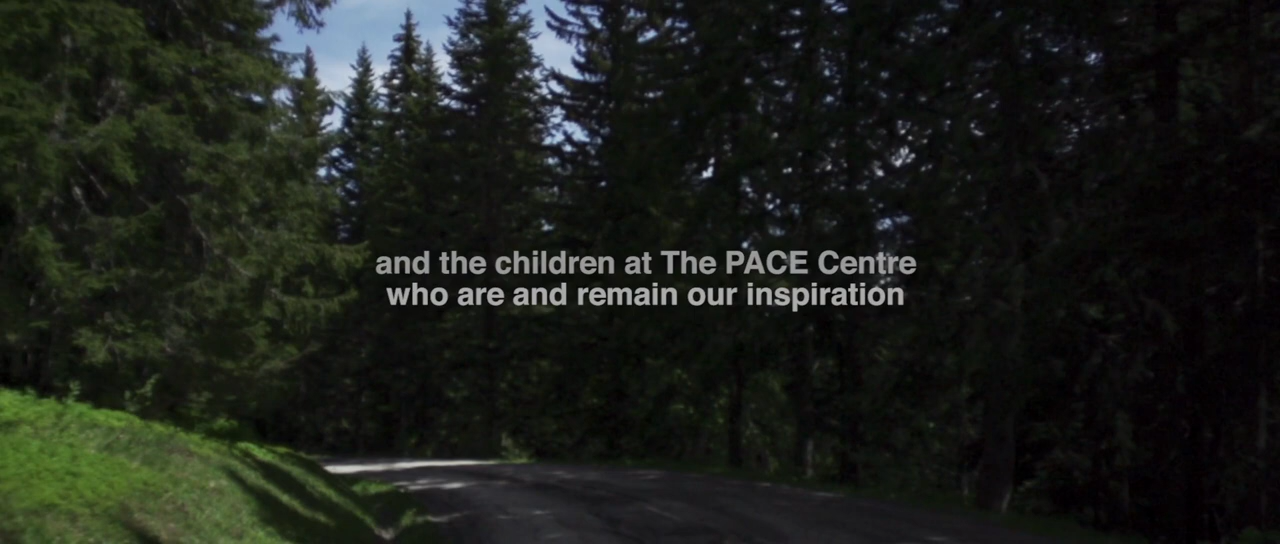 and the children at The PACE Centre
who are and remain our inspiration